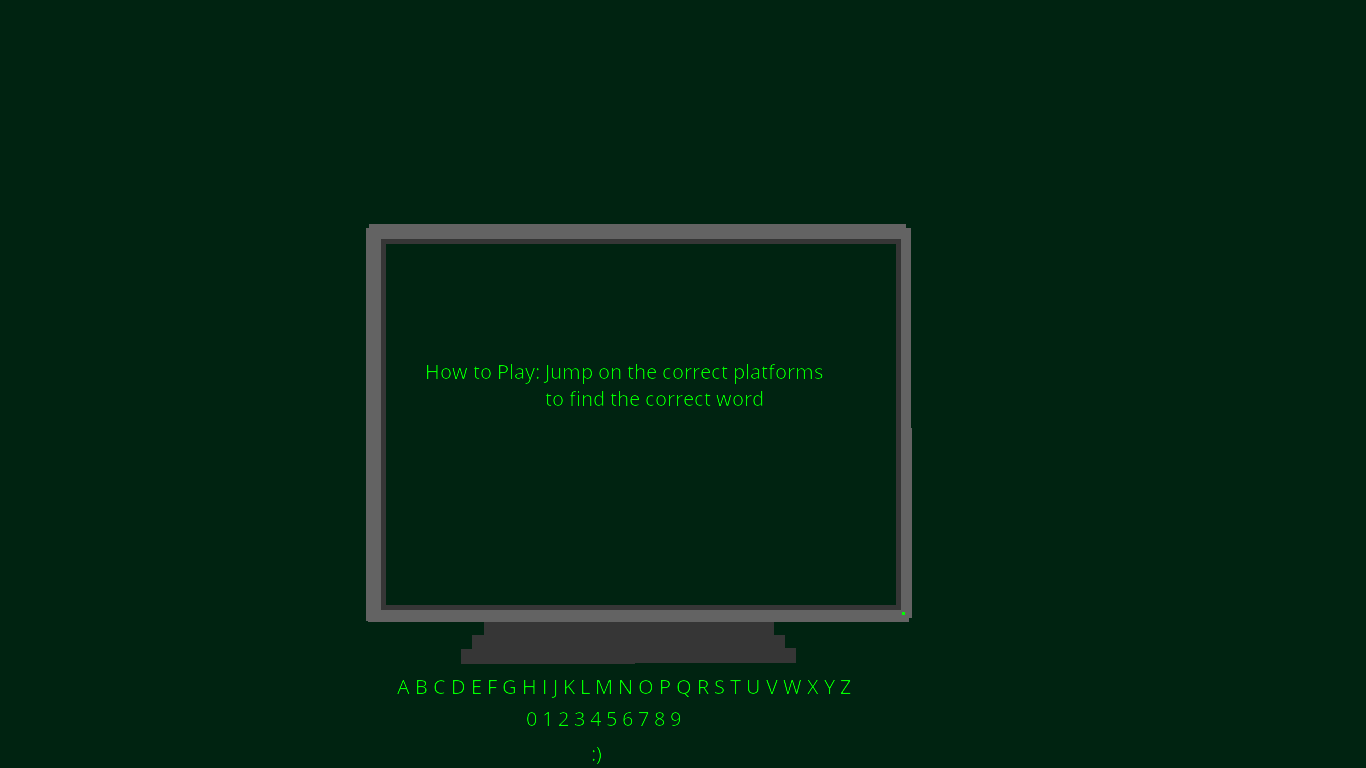 How to Play: Jump on the correct platforms
to find the correct word
A B C D E F G H I J K L M N O P Q R S T U V W X Y Z
0 1 2 3 4 5 6 7 8 9
:)